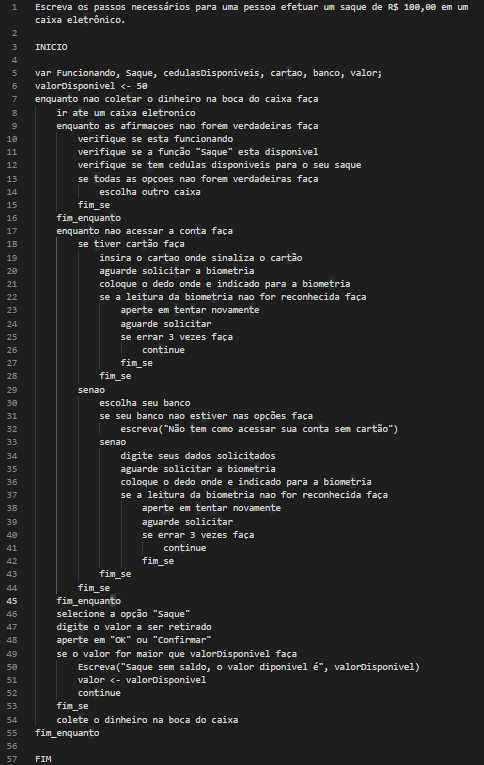 1 Escreva os passos necessários para uma pessoa efetuar um saque de R$ 100,00 em um
caixa eletrônico.
2
3 INICIO
4
5 var Funcionando, Saque, cedulasDisponiveis, cartao, banco, valor;
6 valorDisponivel <- 50
7 enquanto nao coletar o dinheiro na boca do caixa faça
8 ir ate um caixa eletronico
9 enquanto as afirmaçoes nao forem verdadeiras faça
10 verifique se esta funcionando
11 verifique se a função "Saque" esta disponivel
12 verifique se tem cedulas disponiveis para o seu saque
13 se todas as opçoes nao forem verdadeiras faça
14 escolha outro caixa
15 fim_se
16 fim_enquanto
17 enquanto nao acessar a conta faça
18 se tiver cartão faça
19 insira o cartao onde sinaliza o cartão
20 aguarde solicitar a biometria
21 coloque o dedo onde e indicado para a biometria
22 se a leitura da biometria nao for reconhecida faça
23 aperte em tentar novamente
24 aguarde solicitar
25 se errar 3 vezes faça
26 continue
27 fim_se
28 fim_se
29 senao
30 escolha seu banco
31 se seu banco nao estiver nas opções faça
32 escreva("Não tem como acessar sua conta sem cartão")
33 senao
34 digite seus dados solicitados
35 aguarde solicitar a biometria
36 coloque o dedo onde e indicado para a biometria
37 se a leitura da biometria nao for reconhecida faça
38 aperte em tentar novamente
39 aguarde solicitar
40 se errar 3 vezes faça
41 continue
42 fim_se
43 fim_se
44 fim_se
45 fim_enquanto
46 selecione a opção "Saque"
47 digite o valor a ser retirado
48 aperte em "OK" ou "Confirmar"
49 se o valor for maior que valorDisponivel faça
50 Escreva("Saque sem saldo, o valor diponivel é", valorDisponivel)
51 valor <- valorDisponivel
52 continue
53 fim_se
54 colete o dinheiro na boca do caixa
55 fim_enquanto
56
57 FIM